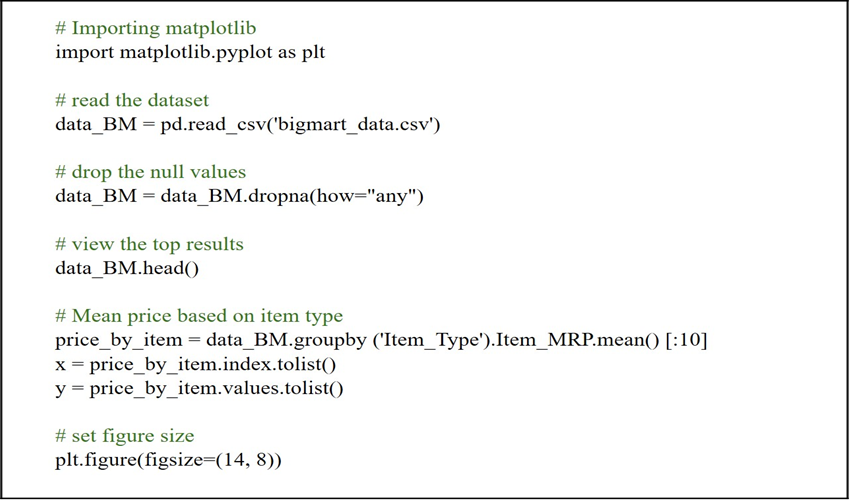 # Importing matplotlib
import matplotlib.pyplot as plt
# read the dataset
data_BM = pd.read_csv('bigmart_data.csv')
# drop the null values
data_BM = data_BM.dropna(how="any")
# view the top results
data_BM.head()
# Mean price based on item type
price_by_item = data_BM.groupby ('Item_Type').Item_MRP.mean() [:10]
x = price_by_item.index.tolist()
y = price_by_item.values.tolist()
# set figure size
plt.figure(figsize=(14, 8))